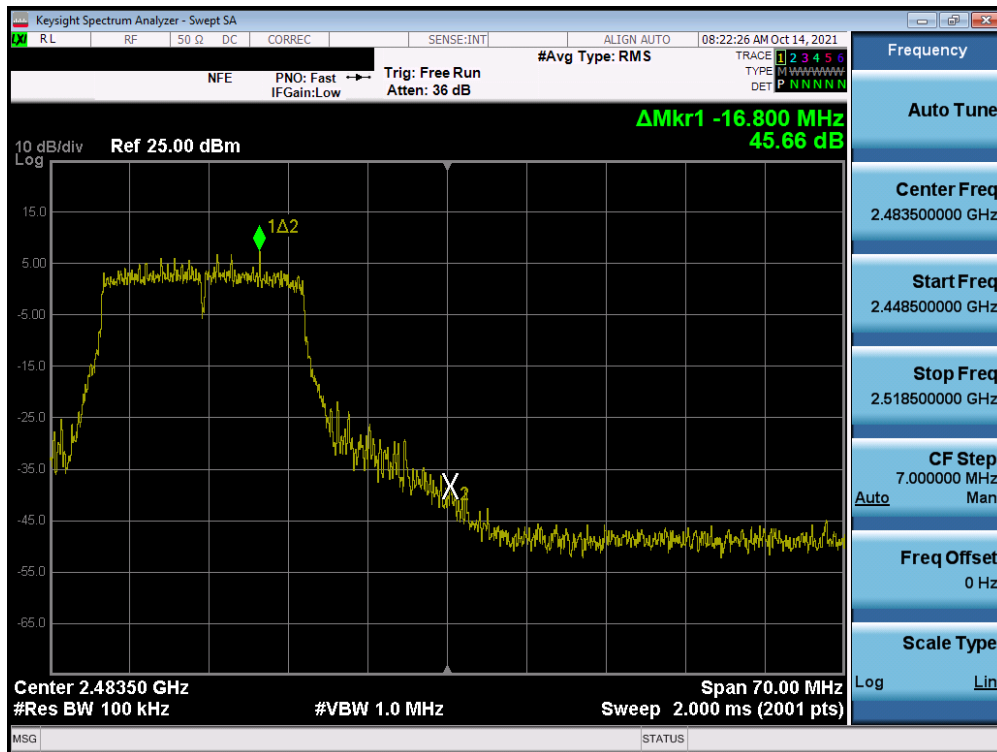 Keysight Spectrum Analyzer - Swept SA
LXI RL RF 50 Ω DC CORREC SENSE:INT ALIGN AUTO 08:22:26 AM Oct 14, 2021
#Avg Type: RMS TRACE 1 2 3 4 5 6
NFE PNO: Fast Trig: Free Run TYPE M W W W W W
IFGain:Low Atten: 36 dB DET P N N N N N
ΔMkr1 -16.800 MHz
45.66 dB
10 dB/div Ref 25.00 dBm
Log
15.0
1Δ2
5.00
-5.00
-15.0
-25.0
-35.0
X2
-45.0
-55.0
-65.0
Center 2.48350 GHz Span 70.00 MHz
#Res BW 100 kHz #VBW 1.0 MHz Sweep 2.000 ms (2001 pts)
MSG STATUS
Frequency
Auto Tune
Center Freq
2.483500000 GHz
Start Freq
2.448500000 GHz
Stop Freq
2.518500000 GHz
CF Step
7.000000 MHz
Auto Man
Freq Offset
0 Hz
Scale Type
Log Lin